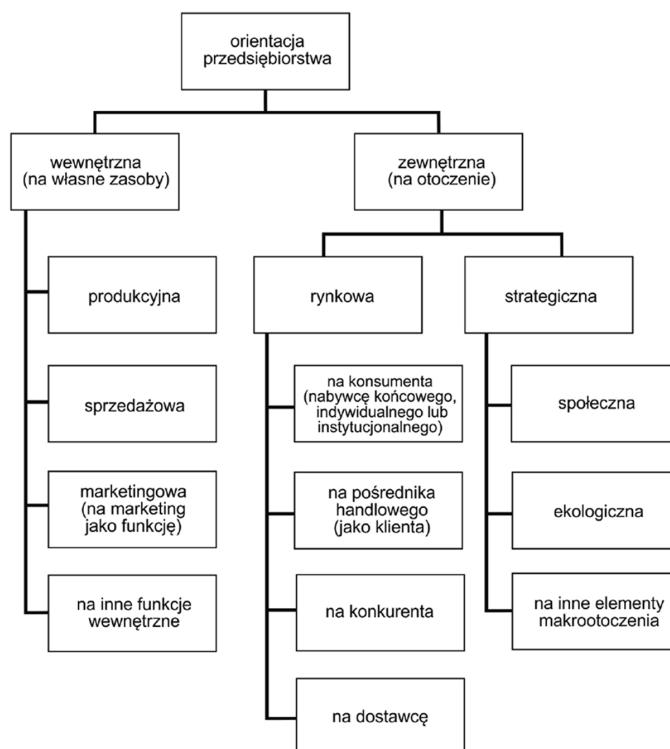 orientacja
przedsiębiorstwa
wewnętrzna
(na własne zasoby)
zewnętrzna
(na otoczenie)
produkcyjna
sprzedażowa
marketingowa
(na marketing
jako funkcję)
na inne funkcje
wewnętrzne
rynkowa
na konsumenta
(nabywcę końcowego,
indywidualnego lub
instytucjonalnego)
na pośrednika
handlowego
(jako klienta)
na konkurenta
na dostawcę
strategiczna
społeczna
ekologiczna
na inne elementy
makrootoczenia